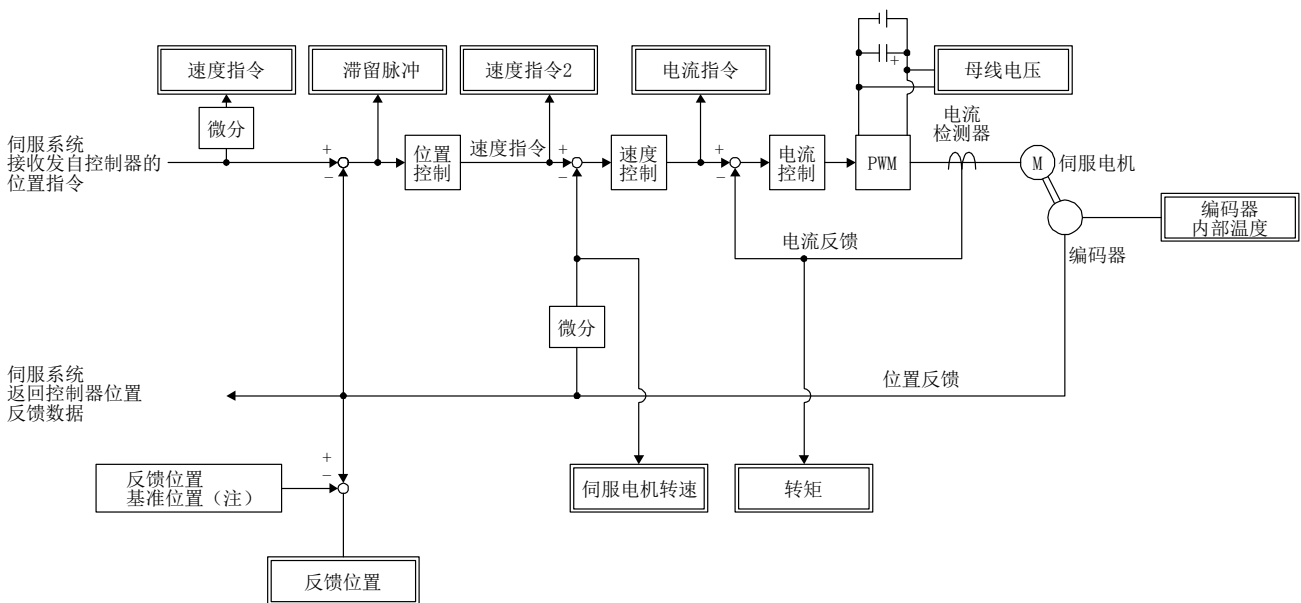 速度指令
滞留脉冲
速度指令2
电流指令
母线电压
微分
电流
检测器
伺服系统
接收发自控制器的
位置指令
+
−
位置
控制
速度指令
+
−
速度
控制
+
−
电流
控制
PWM
+
M
伺服电机
编码器
内部温度
编码器
电流反馈
微分
位置反馈
伺服系统
返回控制器位置
反馈数据
+
−
反馈位置
基准位置（注）
伺服电机转速
转矩
反馈位置